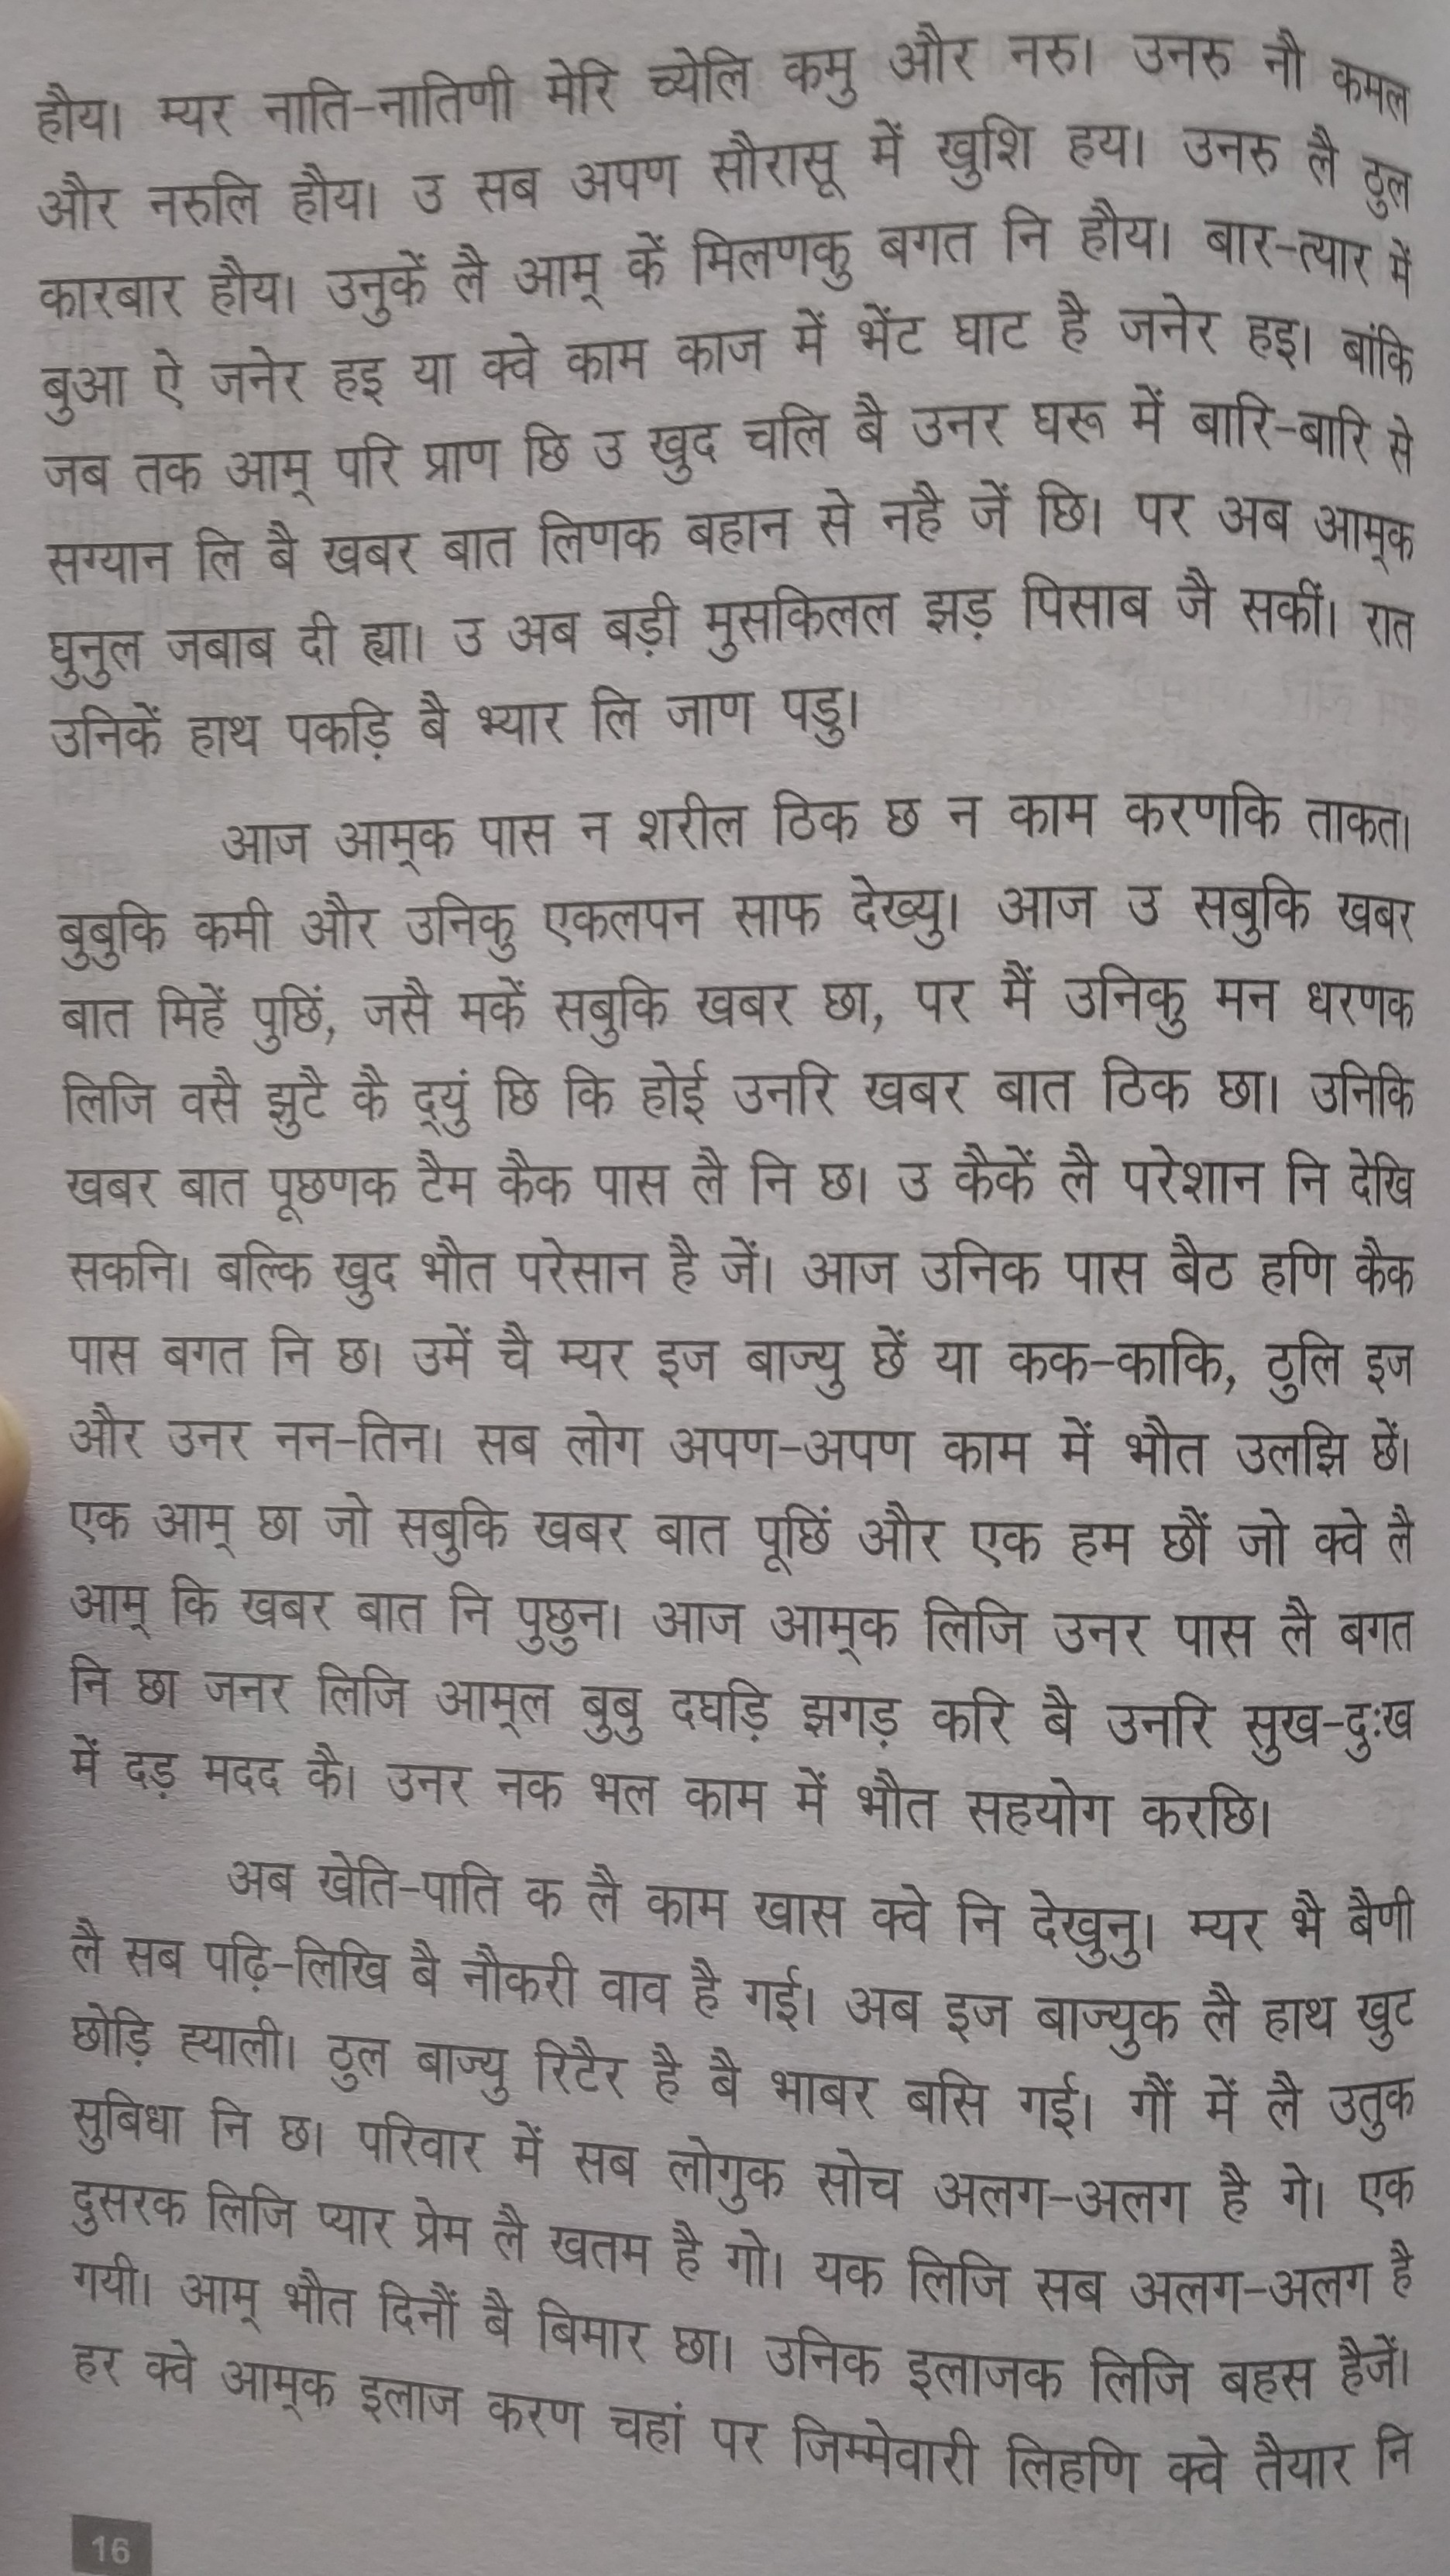 हौय। म्यर नाति-नातिणी मेरि च्येलि कमु और नरु। उनरु नौ कमल
और नरुलि हौय। उ सब अपण सौरासू में खुशि हय। उनरु लै ठुल
कारबार हौय। उनुकें लै आम् कें मिलणकु बगत नि हौय। बार-त्यार में
बुआ ऐ जनेर हइ या क्वे काम काज में भेंट घाट है जनेर हइ। बांकि
जब तक आम् परि प्राण छि उ खुद चलि बै उनर घरू में बारि-बारि से
सग्यान लि बै खबर बात लिणक बहान से नहै जें छि। पर अब आम्क
घुनुल जबाब दी ह्या। उ अब बड़ी मुसकिलल झड़ पिसाब जै सकीं। रात
उनिकें हाथ पकड़ि बै भ्यार लि जाण पडु।
आज आम्क पास न शरील ठिक छ न काम करणकि ताकत।
बुबुकि कमी और उनिकु एकलपन साफ देख्यु। आज उ सबुकि खबर
बात मिहें पुछिं, जसै मकें सबुकि खबर छा, पर मैं उनिकु मन धरणक
लिजि वसै झुटै कै द्युं छि कि होई उनरि खबर बात ठिक छा। उनिकि
खबर बात पूछणक टैम कैक पास लै नि छ। उ कैकें लै परेशान नि देखि
सकनि। बल्कि खुद भौत परेसान है जें। आज उनिक पास बैठ हणि कैक
पास बगत नि छ। उमें चै म्यर इज बाज्यु छें या कक-काकि, ठुलि इज
और उनर नन-तिन। सब लोग अपण-अपण काम में भौत उलझि छें।
एक आम् छा जो सबुकि खबर बात पूछिं और एक हम छौं जो क्वे लै
आम् कि खबर बात नि पुछुन। आज आम्क लिजि उनर पास लै बगत
नि छा जनर लिजि आम्ल बुबु दघड़ि झगड़ करि बै उनरि सुख-दुःख
में दड़ मदद कै। उनर नक भल काम में भौत सहयोग करछि।
अब खेति-पाति क लै काम खास क्वे नि देखुनु। म्यर भै बैणी
लै सब पढ़ि-लिखि बै नौकरी वाव है गई। अब इज बाज्युक लै हाथ खुट
छोड़ि ह्याली। ठुल बाज्यु रिटैर है बै भाबर बसि गई। गौं में लै उतुक
सुबिधा नि छ। परिवार में सब लोगुक सोच अलग-अलग है गे। एक
दुसरक लिजि प्यार प्रेम लै खतम है गो। यक लिजि सब अलग-अलग है
गयी। आम् भौत दिनौं बै बिमार छा। उनिक इलाजक लिजि बहस हैजें।
हर क्वे आम्क इलाज करण चहां पर जिम्मेवारी लिहणि क्वे तैयार नि
16